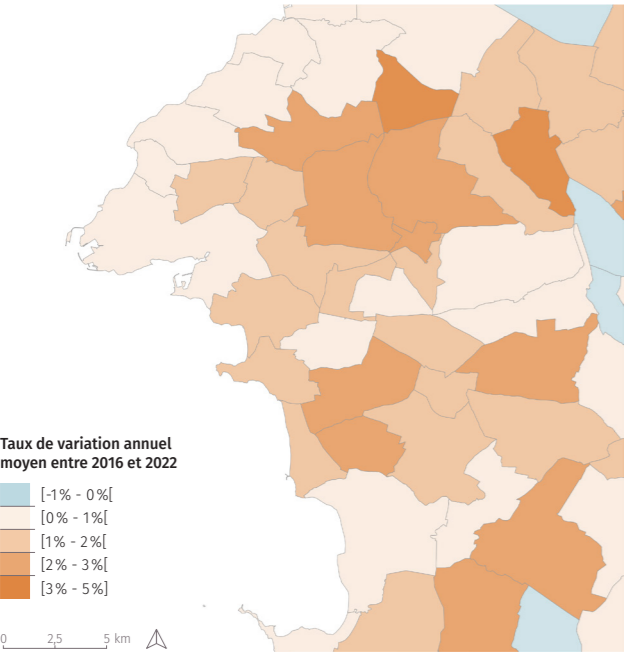 Taux de variation annuel
moyen entre 2016 et 2022
[-1% - 0%[
[0% - 1%[
[1% - 2%[
[2% - 3%[
[3% - 5%]
0 2,5 5 km